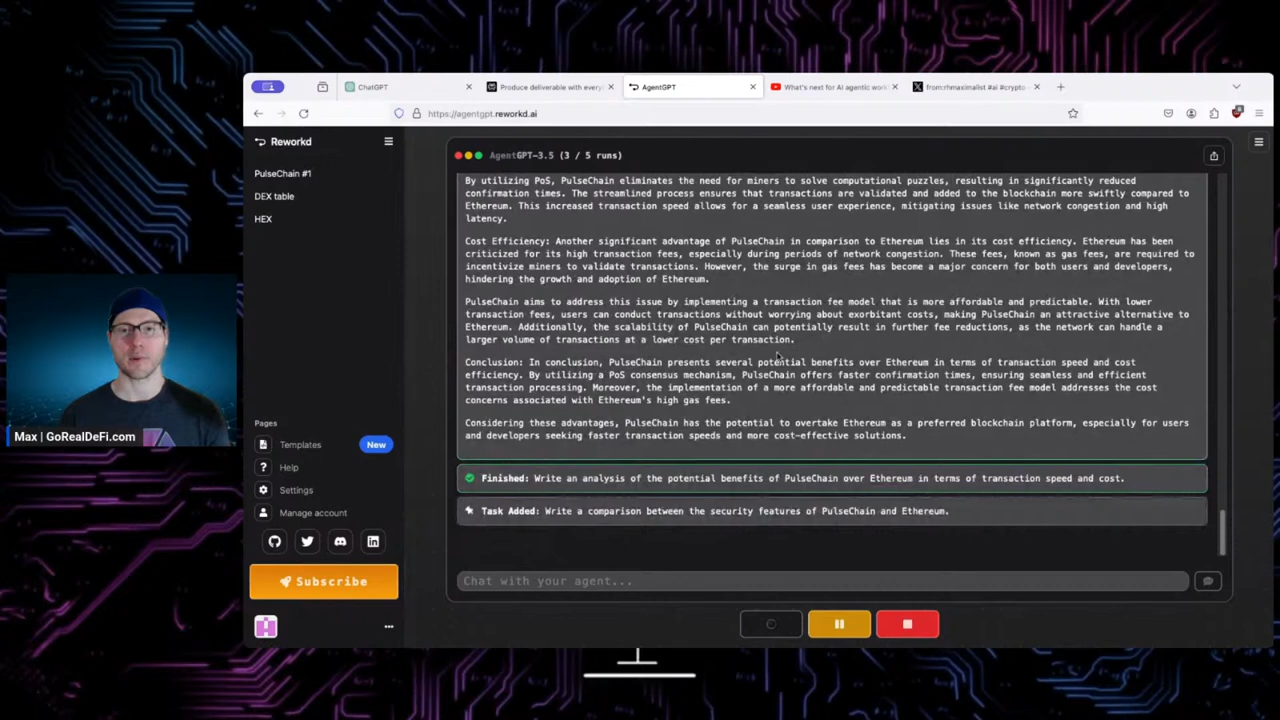 ChatGPT
Produce deliverable with every
AgentGPT
What's next for AI agentic work
from:rhmaximalist #ai #crypto -
https://agentgpt.reworkd.ai
Reworkd
PulseChain #1
DEX table
HEX
Pages
Templates
New
Help
Settings
Manage account
Subscribe
AgentGPT-3.5 (3 / 5 runs)
By utilizing PoS, PulseChain eliminates the need for miners to solve computational puzzles, resulting in significantly reduced
confirmation times. The streamlined process ensures that transactions are validated and added to the blockchain more swiftly compared to
Ethereum. This increased transaction speed allows for a seamless user experience, mitigating issues like network congestion and high
latency.
Cost Efficiency: Another significant advantage of PulseChain in comparison to Ethereum lies in its cost efficiency. Ethereum has been
criticized for its high transaction fees, especially during periods of network congestion. These fees, known as gas fees, are required to
incentivize miners to validate transactions. However, the surge in gas fees has become a major concern for both users and developers,
hindering the growth and adoption of Ethereum.
PulseChain aims to address this issue by implementing a transaction fee model that is more affordable and predictable. With lower
transaction fees, users can conduct transactions without worrying about exorbitant costs, making PulseChain an attractive alternative to
Ethereum. Additionally, the scalability of PulseChain can potentially result in further fee reductions, as the network can handle a
larger volume of transactions at a lower cost per transaction.
Conclusion: In conclusion, PulseChain presents several potential benefits over Ethereum in terms of transaction speed and cost
efficiency. By utilizing a PoS consensus mechanism, PulseChain offers faster confirmation times, ensuring seamless and efficient
transaction processing. Moreover, the implementation of a more affordable and predictable transaction fee model addresses the cost
concerns associated with Ethereum's high gas fees.
Considering these advantages, PulseChain has the potential to overtake Ethereum as a preferred blockchain platform, especially for users
and developers seeking faster transaction speeds and more cost-effective solutions.
Finished: Write an analysis of the potential benefits of PulseChain over Ethereum in terms of transaction speed and cost.
Task Added: Write a comparison between the security features of PulseChain and Ethereum.
Chat with your agent...
Max | GoRealDeFi.com